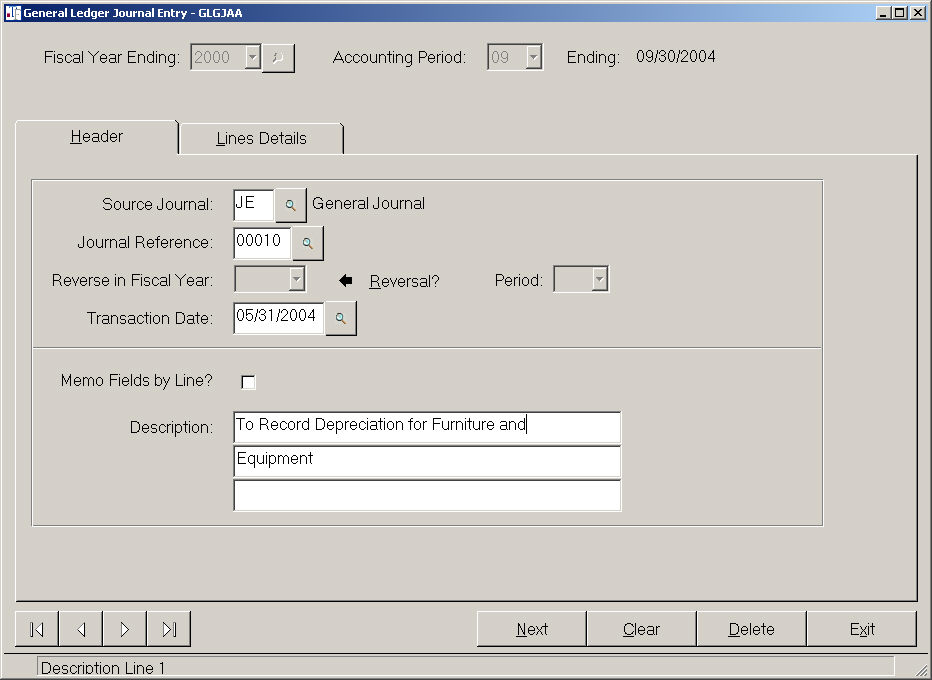 General Ledger Journal Entry - GLGJAA
Fiscal Year Ending: 2000 Accounting Period: 09 Ending: 09/30/2004
Header Lines Details
Source Journal: JE General Journal
Journal Reference: 00010
Reverse in Fiscal Year: Reversal? Period:
Transaction Date: 05/31/2004
Memo Fields by Line?
Description: To Record Depreciation for Furniture and
Equipment
Next Clear Delete Exit
Description Line 1